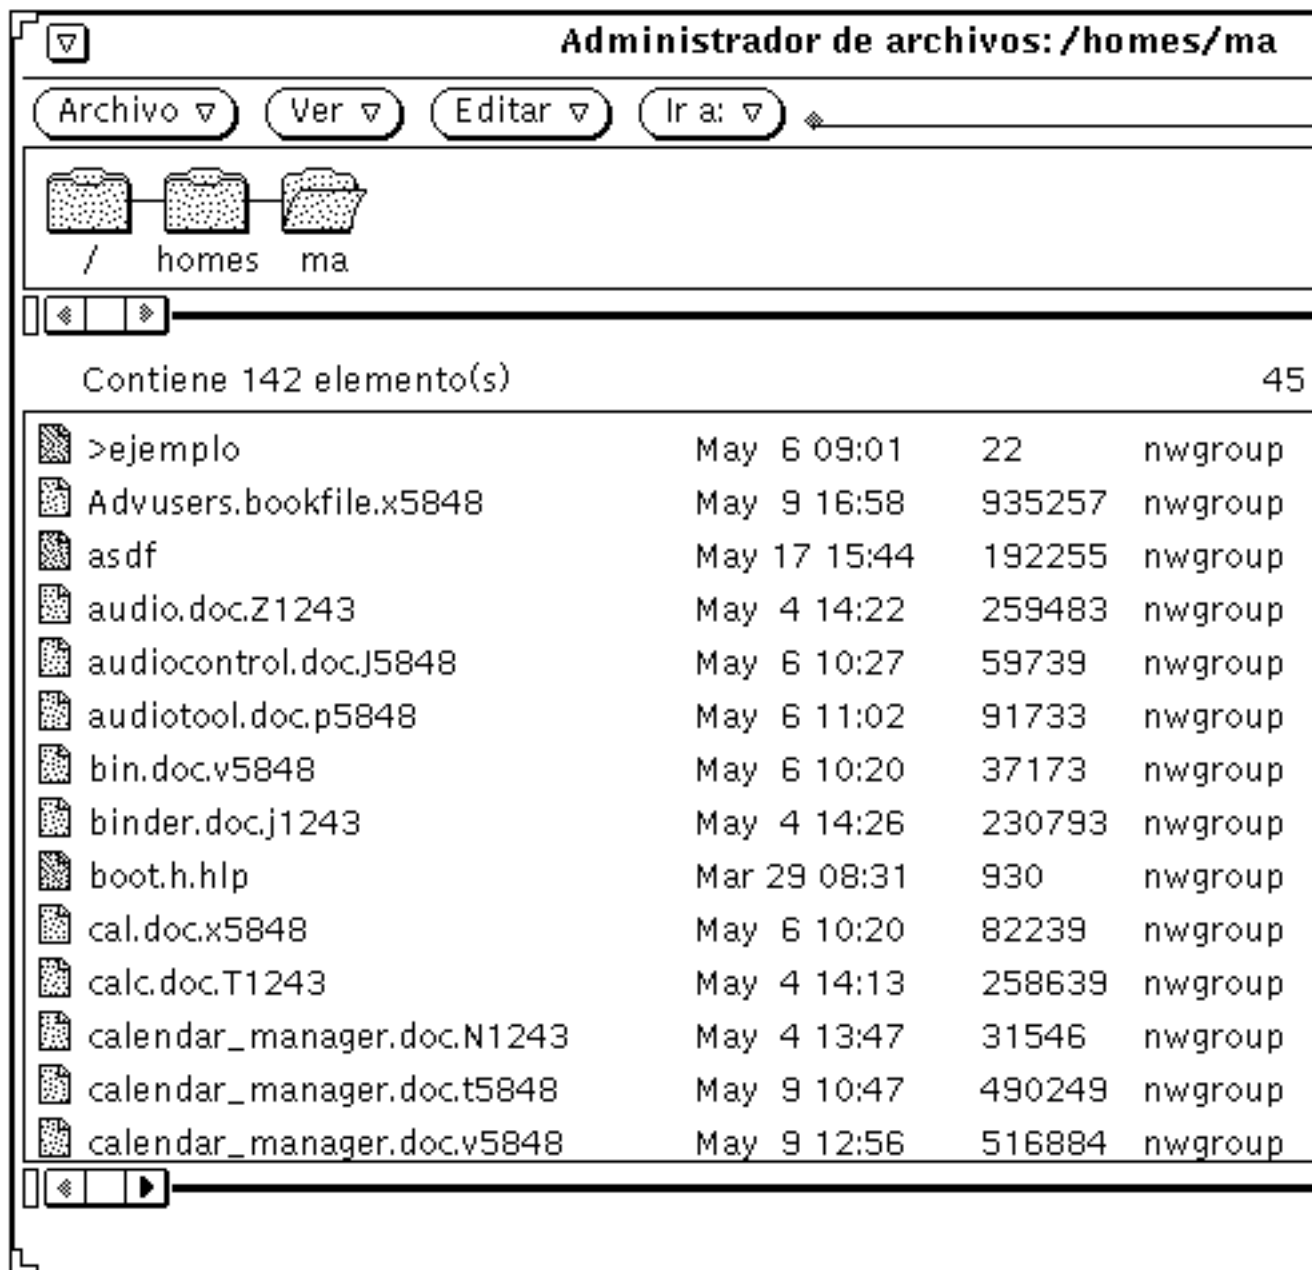 Administrador de archivos: /homes/ma
Archivo Ver Editar Ir a:
/ homes ma
Contiene 142 elemento(s) 45
>ejemplo May 6 09:01 22 nwgroup
Advusers.bookfile.x5848 May 9 16:58 935257 nwgroup
asdf May 17 15:44 192255 nwgroup
audio.doc.Z1243 May 4 14:22 259483 nwgroup
audiocontrol.doc.J5848 May 6 10:27 59739 nwgroup
audiotool.doc.p5848 May 6 11:02 91733 nwgroup
bin.doc.v5848 May 6 10:20 37173 nwgroup
binder.doc.j1243 May 4 14:26 230793 nwgroup
boot.h.hlp Mar 29 08:31 930 nwgroup
cal.doc.x5848 May 6 10:20 82239 nwgroup
calc.doc.T1243 May 4 14:13 258639 nwgroup
calendar_manager.doc.N1243 May 4 13:47 31546 nwgroup
calendar_manager.doc.t5848 May 9 10:47 490249 nwgroup
calendar_manager.doc.v5848 May 9 12:56 516884 nwgroup